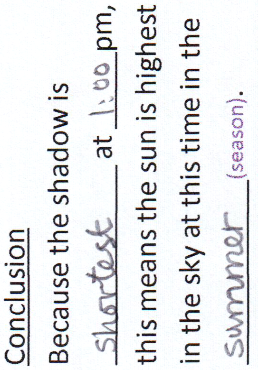 Conclusion
Because the shadow is
shortest at 1:00 pm,
this means the sun is highest
in the sky at this time in the
summer (season).